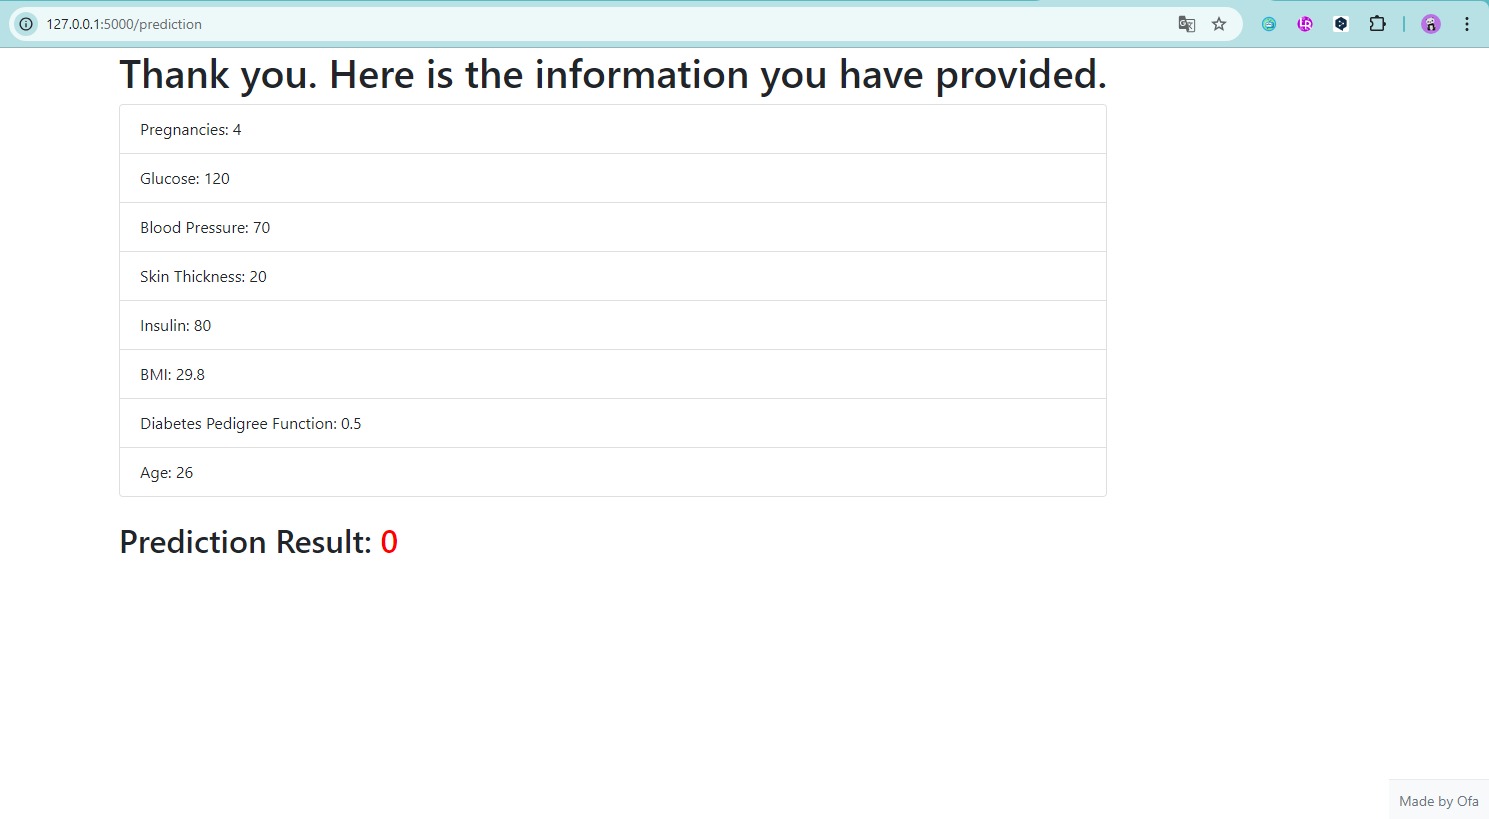 127.0.0.1:5000/prediction
Thank you. Here is the information you have provided.
Pregnancies: 4
Glucose: 120
Blood Pressure: 70
Skin Thickness: 20
Insulin: 80
BMI: 29.8
Diabetes Pedigree Function: 0.5
Age: 26
Prediction Result: 0
Made by Ofa